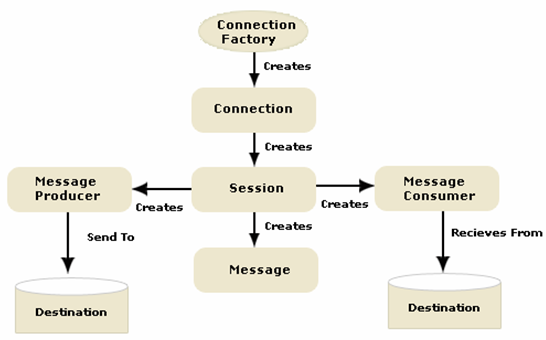 Connection
Factory
Creates
Connection
Creates
Message
Producer
Creates
Session
Creates
Message
Consumer
Creates
Send To
Recieves From
Message
Destination
Destination